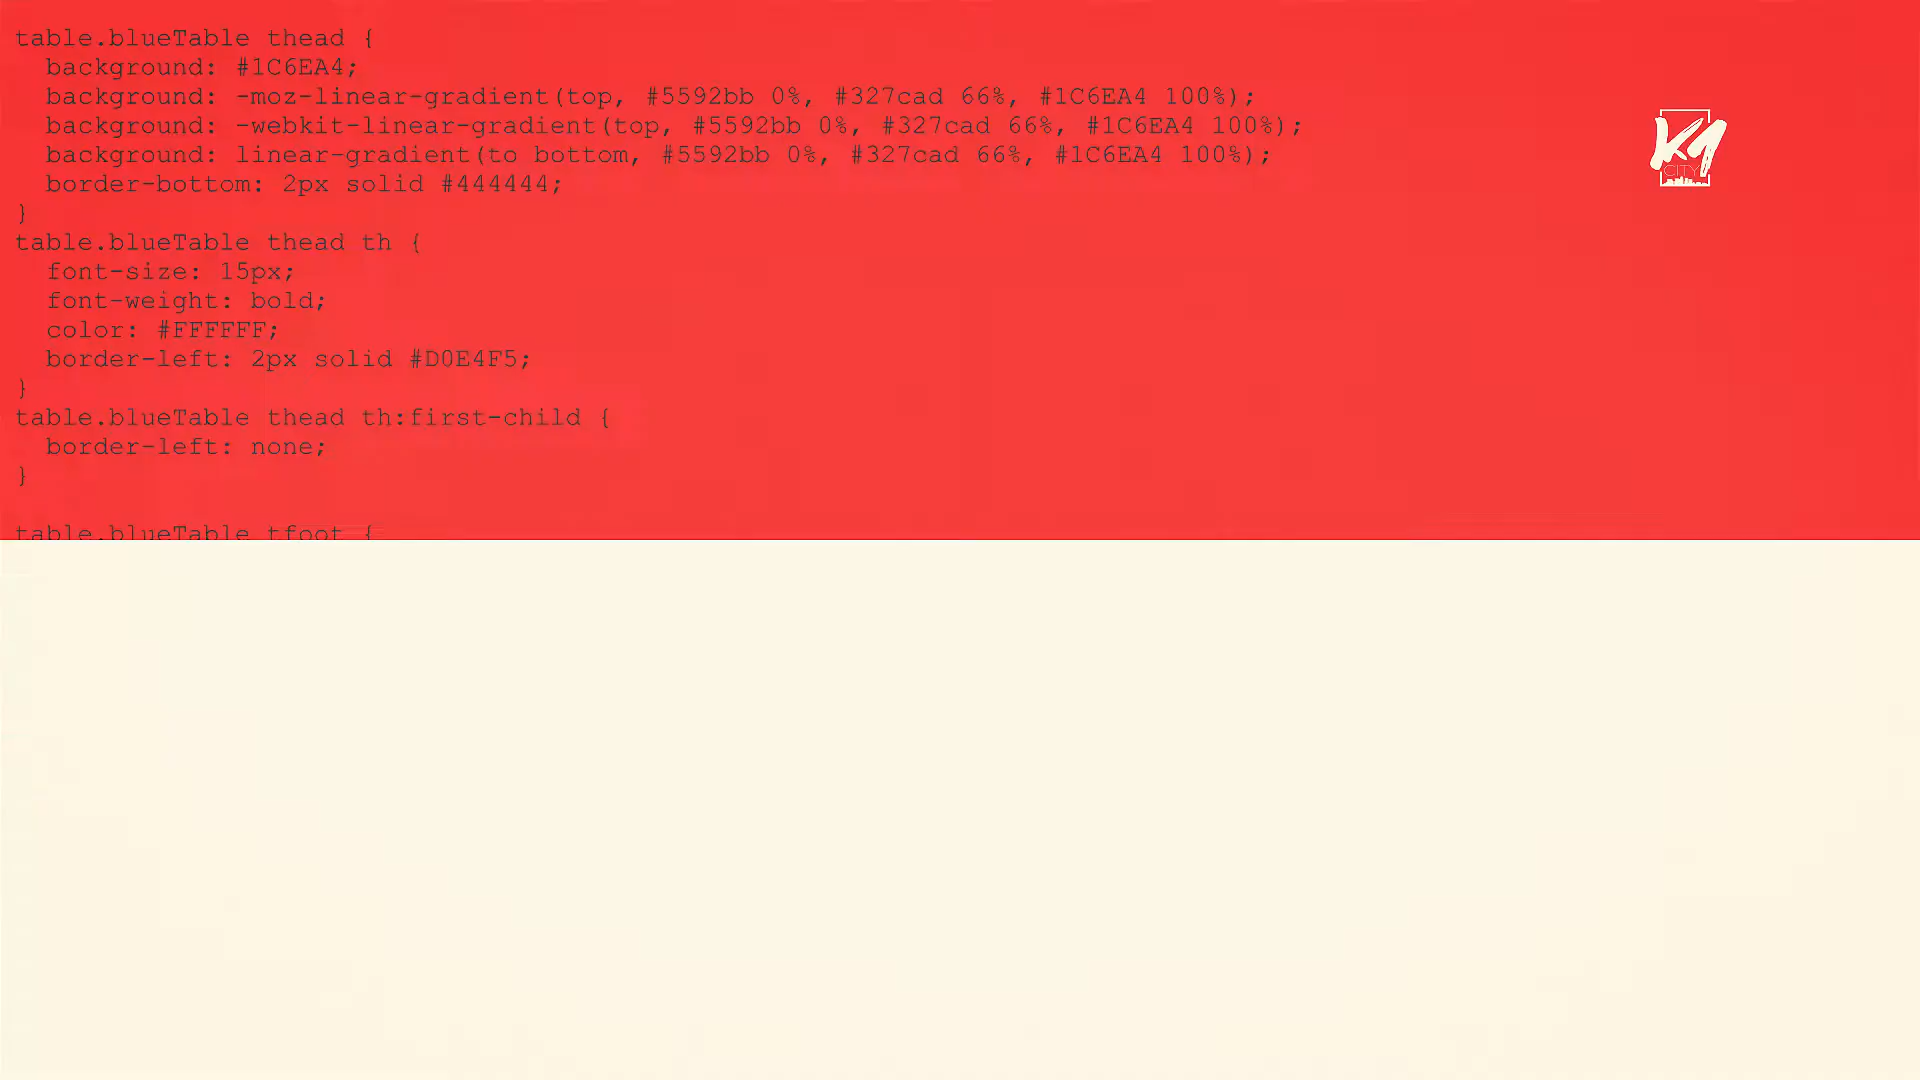 table.blueTable thead {
  background: #1C6EA4;
  background: -moz-linear-gradient(top, #5592bb 0%, #327cad 66%, #1C6EA4 100%);
  background: -webkit-linear-gradient(top, #5592bb 0%, #327cad 66%, #1C6EA4 100%);
  background: linear-gradient(to bottom, #5592bb 0%, #327cad 66%, #1C6EA4 100%);
  border-bottom: 2px solid #444444;
}
table.blueTable thead th {
  font-size: 15px;
  font-weight: bold;
  color: #FFFFFF;
  border-left: 2px solid #D0E4F5;
}
table.blueTable thead th:first-child {
  border-left: none;
}
table.blueTable tfoot {
K1
CITY